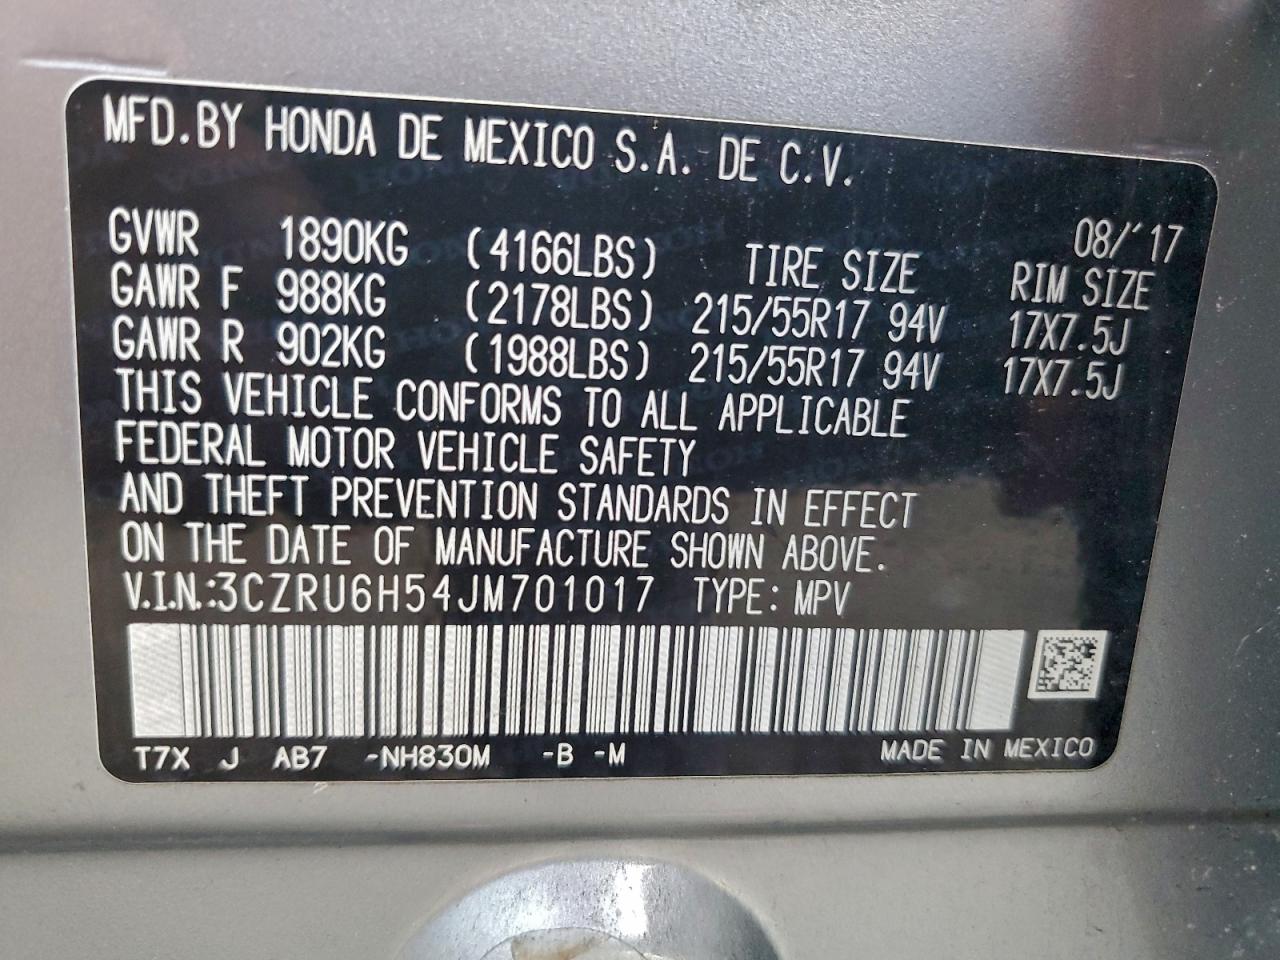 MFD.BY HONDA DE MEXICO S.A. DE C.V.
08/'17
GVWR 1890KG (4166LBS) TIRE SIZE RIM SIZE
GAWR F 988KG (2178LBS) 215/55R17 94V 17X7.5J
GAWR R 902KG (1988LBS) 215/55R17 94V 17X7.5J
THIS VEHICLE CONFORMS TO ALL APPLICABLE
FEDERAL MOTOR VEHICLE SAFETY
AND THEFT PREVENTION STANDARDS IN EFFECT
ON THE DATE OF MANUFACTURE SHOWN ABOVE.
V.I.N.:3CZRU6H54JM701017 TYPE: MPV
T7X J AB7 -NH830M -B -M MADE IN MEXICO